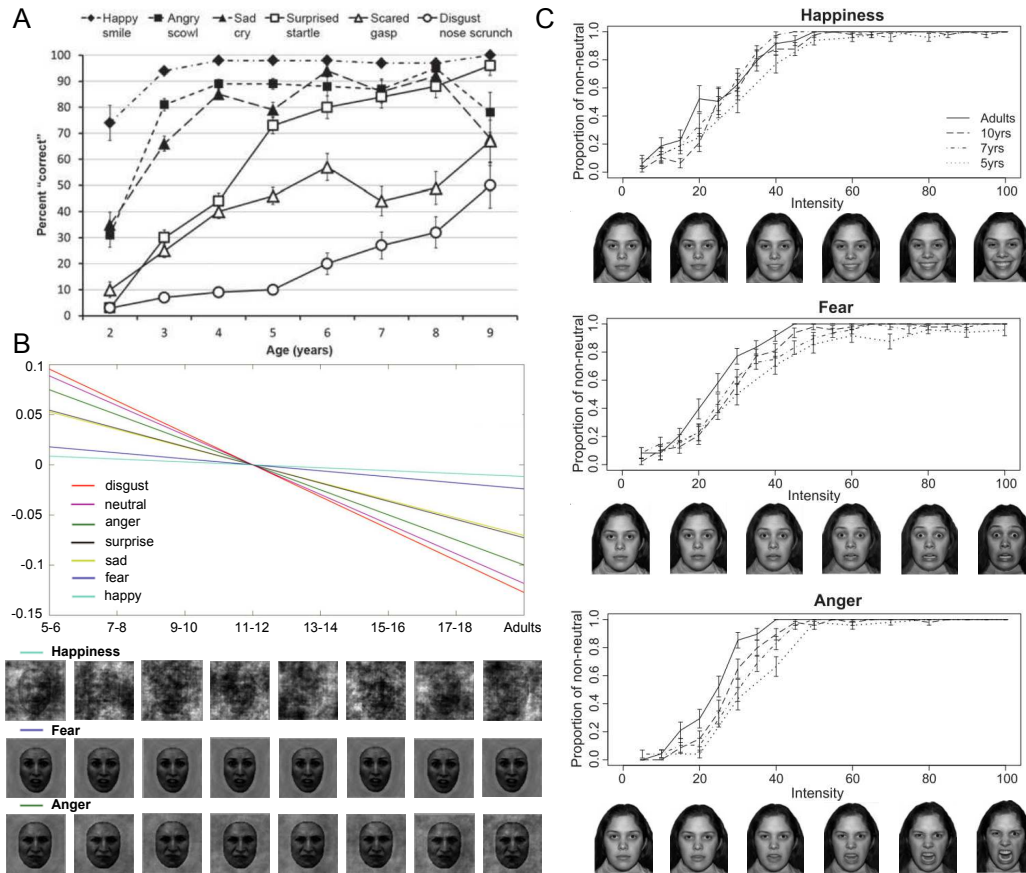 A
Happy smile
Angry scowl
Sad cry
Surprised startle
Scared gasp
Disgust nose scrunch
Percent "correct"
100
90
80
70
60
50
40
30
20
10
0
2 3 4 5 6 7 8 9
Age (years)
B
0.1
0.05
0
-0.05
-0.1
-0.15
disgust
neutral
anger
surprise
sad
fear
happy
5-6 7-8 9-10 11-12 13-14 15-16 17-18 Adults
Happiness
Fear
Anger
C
Happiness
Proportion of non-neutral
1.0
0.8
0.6
0.4
0.2
0.0
Adults
10yrs
7yrs
5yrs
0 20 40 60 80 100
Intensity
Fear
Proportion of non-neutral
1.0
0.8
0.6
0.4
0.2
0.0
0 20 40 60 80 100
Intensity
Anger
Proportion of non-neutral
1.0
0.8
0.6
0.4
0.2
0.0
0 20 40 60 80 100
Intensity